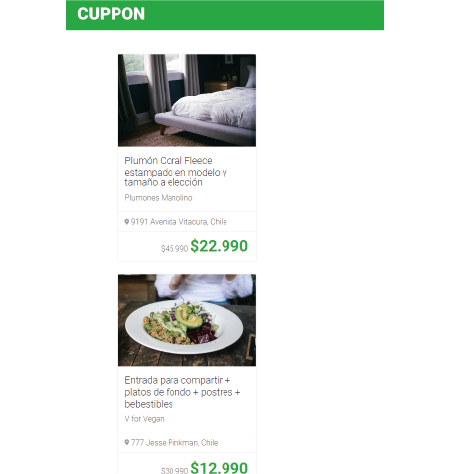 CUPPON
Plumón Coral Fleece
estampado en modelo y
tamaño a elección
Plumones Manolino
9191 Avenida Vitacura, Chile
$45.990 $22.990
Entrada para compartir +
platos de fondo + postres +
bebestibles
V for Vegan
777 Jesse Pinkman, Chile
$30.990 $12.990